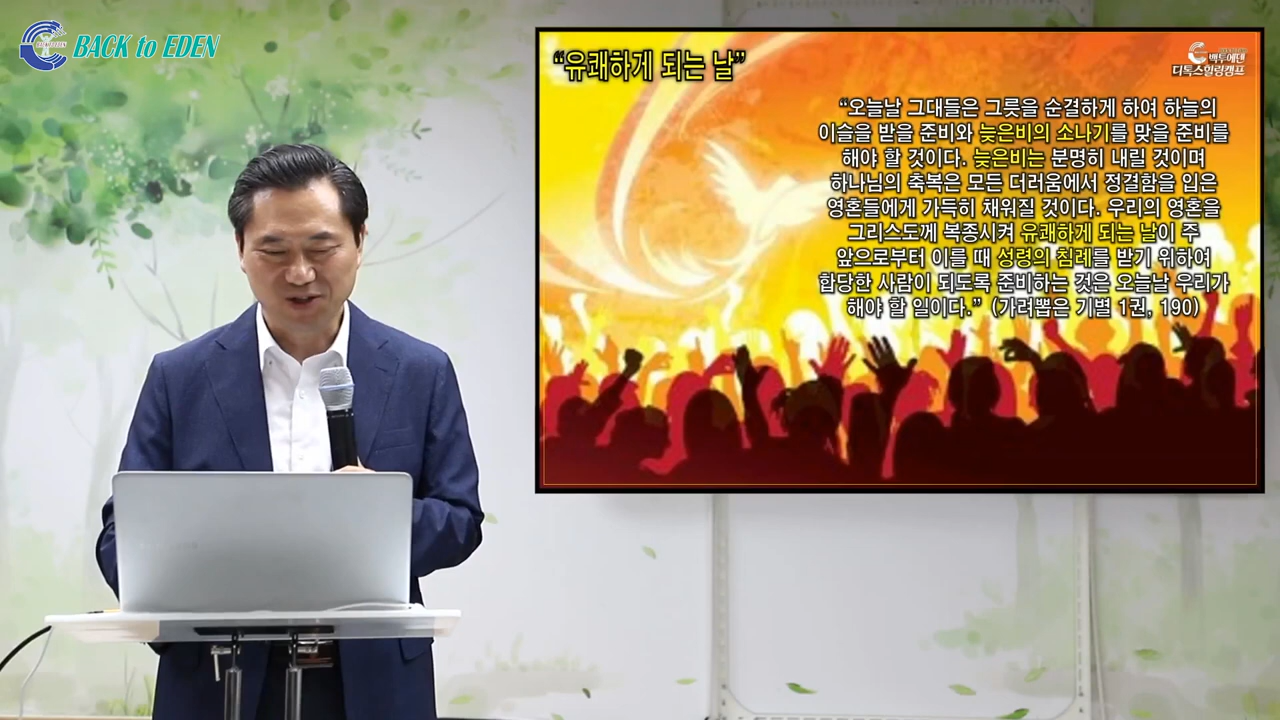 BACK to EDEN
“유쾌하게 되는 날”
백투에덴
디톡스힐링캠프
“오늘날 그대들은 그릇을 순결하게 하여 하늘의
이슬을 받을 준비와 늦은비의 소나기를 맞을 준비를
해야 할 것이다. 늦은비는 분명히 내릴 것이며
하나님의 축복은 모든 더러움에서 정결함을 입은
영혼들에게 가득히 채워질 것이다. 우리의 영혼을
그리스도께 복종시켜 유쾌하게 되는 날이 주
앞으로부터 이를 때 성령의 침례를 받기 위하여
합당한 사람이 되도록 준비하는 것은 오늘날 우리가
해야 할 일이다.” (가려뽑은 기별 1권, 190)